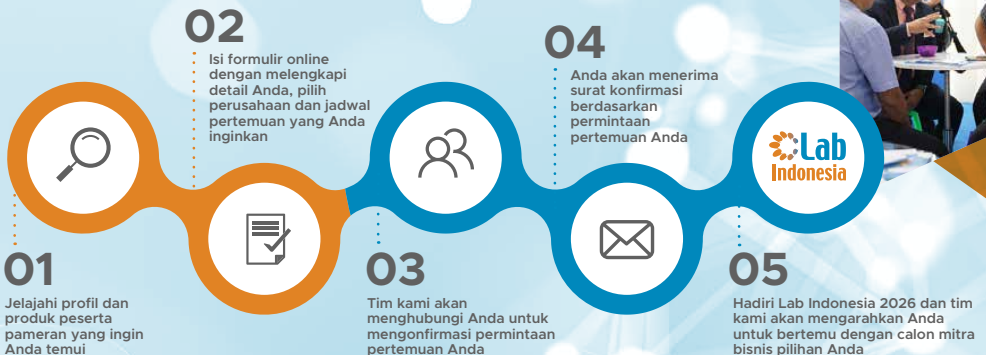 01
Jelajahi profil dan
produk peserta
pameran yang ingin
Anda temui
02
Isi formulir online
dengan melengkapi
detail Anda, pilih
perusahaan dan jadwal
pertemuan yang Anda
inginkan
03
Tim kami akan
menghubungi Anda untuk
mengonfirmasi permintaan
pertemuan Anda
04
Anda akan menerima
surat konfirmasi
berdasarkan
permintaan
pertemuan Anda
Lab
Indonesia
05
Hadiri Lab Indonesia 2026 dan tim
kami akan mengarahkan Anda
untuk bertemu dengan calon mitra
bisnis pilihan Anda